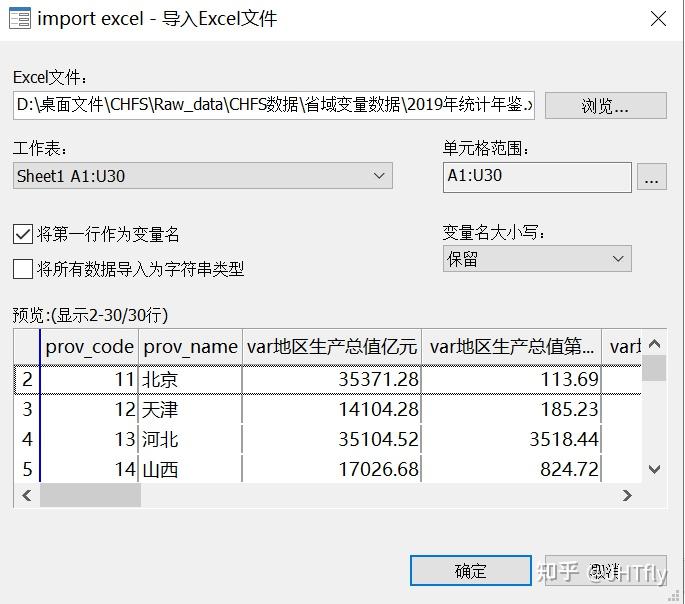 import excel - 导入Excel文件
Excel文件:
D:\桌面文件\CHFS\Raw_data\CHFS数据\省域变量数据\2019年统计年鉴.x
浏览...
工作表: 单元格范围:
Sheet1 A1:U30 A1:U30 ...
将第一行作为变量名 变量名大小写:
将所有数据导入为字符串类型 保留
预览:(显示2-30/30行)
prov_code prov_name var地区生产总值亿元 var地区生产总值第... var
2 11 北京 35371.28 113.69
3 12 天津 14104.28 185.23
4 13 河北 35104.52 3518.44
5 14 山西 17026.68 824.72
确定 取消
知乎 @JHTfly